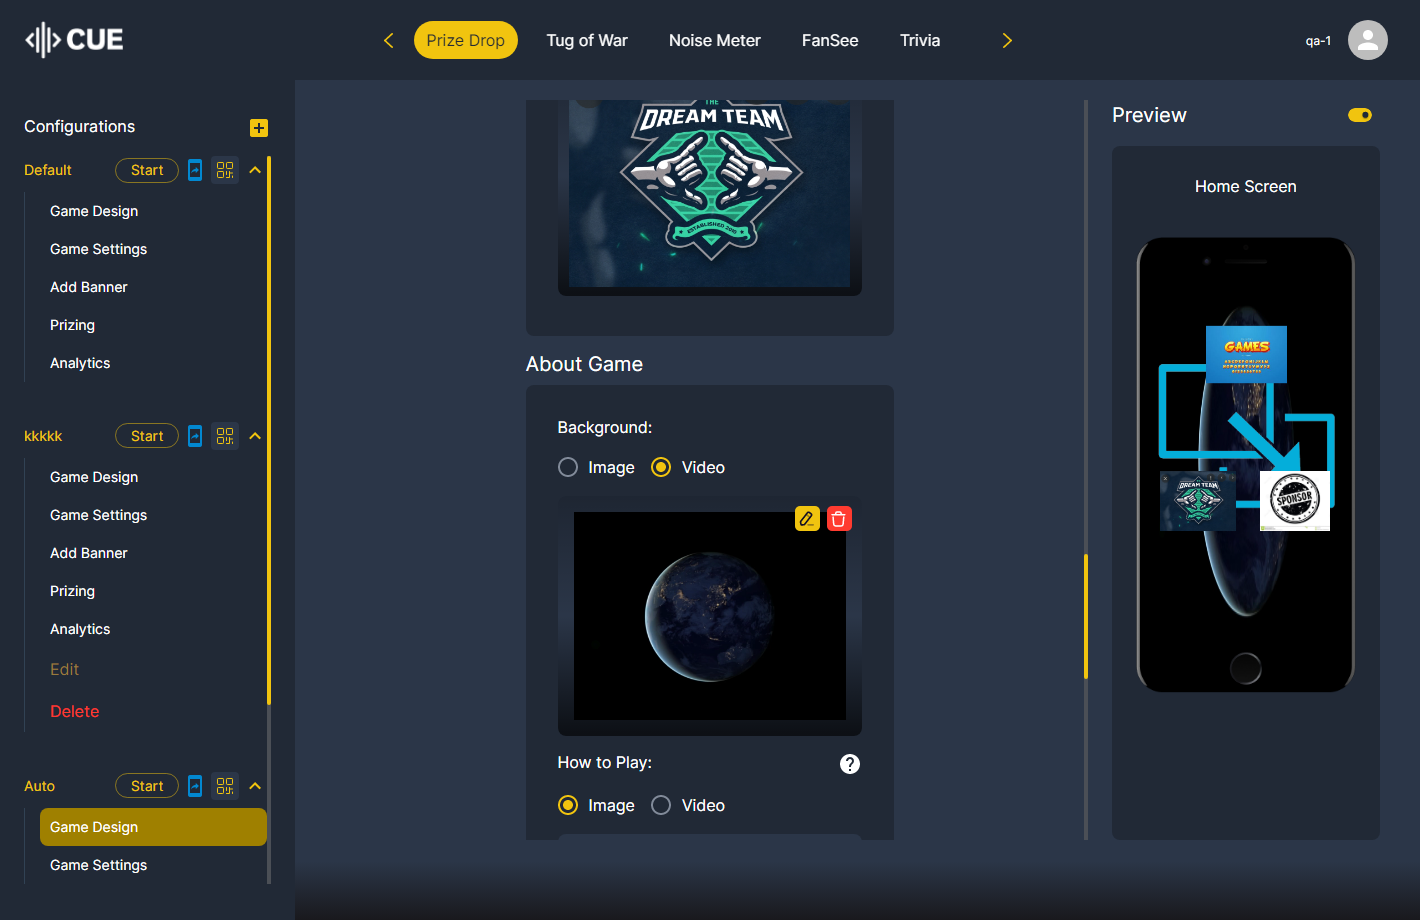 CUE
Prize Drop
Tug of War
Noise Meter
FanSee
Trivia
qa-1
Configurations
Default
Start
Game Design
Game Settings
Add Banner
Prizing
Analytics
kkkkk
Start
Game Design
Game Settings
Add Banner
Prizing
Analytics
Edit
Delete
Auto
Start
Game Design
Game Settings
THE
DREAM TEAM
About Game
Background:
Image
Video
How to Play:
?
Image
Video
Preview
Home Screen
GAMES
DREAM TEAM
SPONSOR